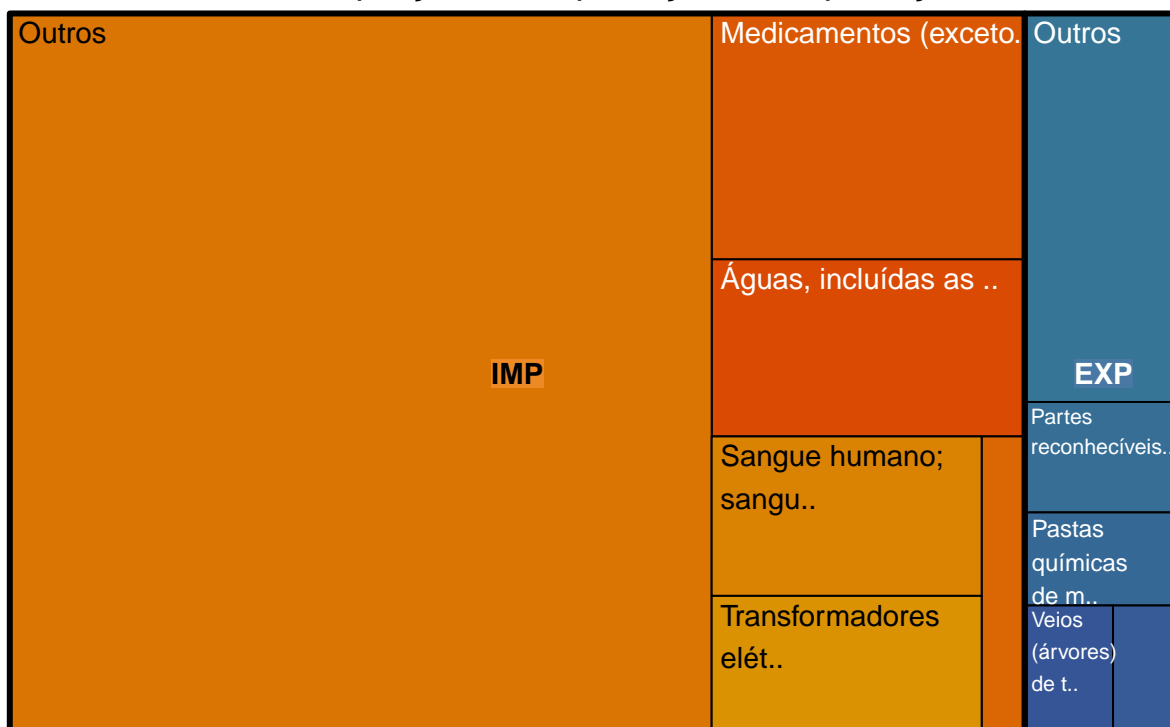 Outros
Medicamentos (exceto.
Outros
Águas, incluídas as ..
IMP
EXP
Partes
reconhecíveis..
Sangue humano;
sangu..
Pastas
químicas
de m..
Transformadores
elét..
Veios
(árvores)
de t..